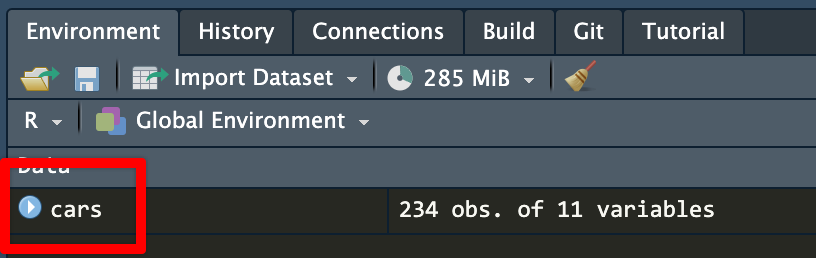 Environment History Connections Build Git Tutorial
Import Dataset 285 MiB
R Global Environment
Data
cars 234 obs. of 11 variables